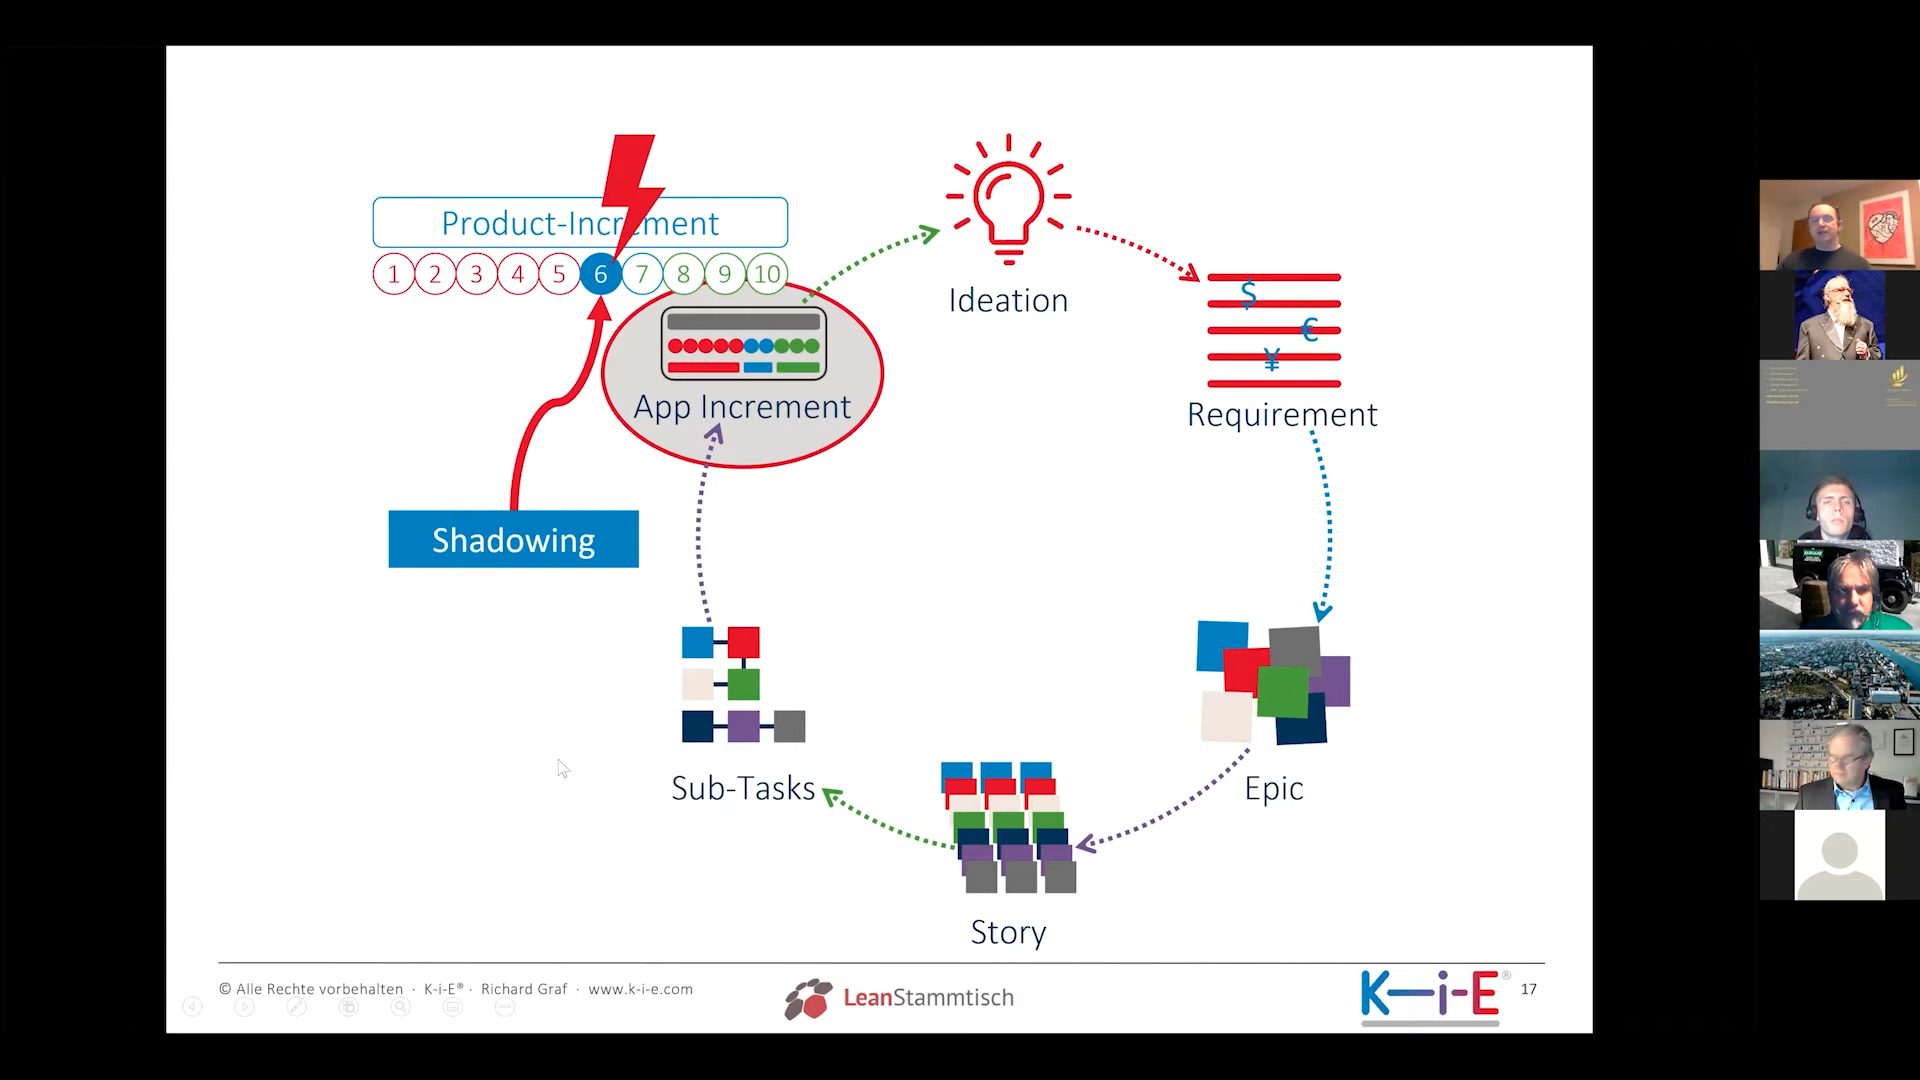 Product-Increment
1 2 3 4 5 6 7 8 9 10
App Increment
Ideation
$
€
¥
Requirement
Shadowing
Sub-Tasks
Epic
Story
© Alle Rechte vorbehalten · K-i-E® · Richard Graf · www.k-i-e.com
LeanStammtisch
K-i-E®
17